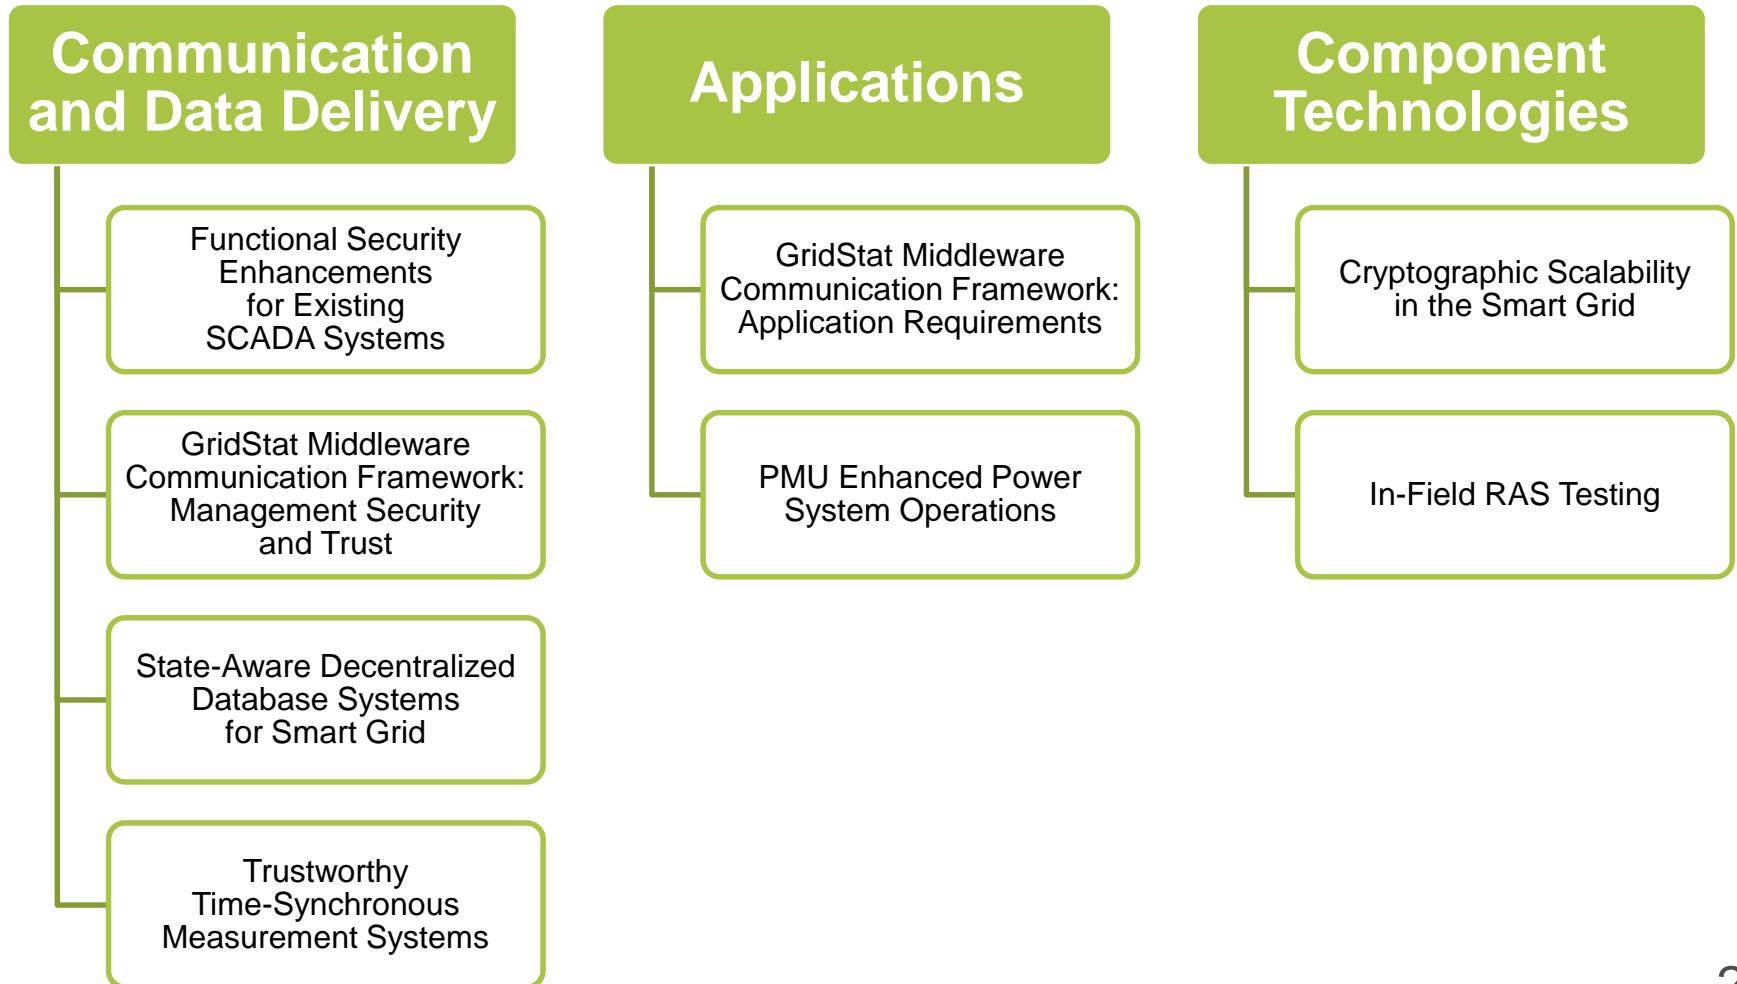 Communication
and Data Delivery
Functional Security
Enhancements
for Existing
SCADA Systems
GridStat Middleware
Communication Framework:
Management Security
and Trust
State-Aware Decentralized
Database Systems
for Smart Grid
Trustworthy
Time-Synchronous
Measurement Systems
Applications
GridStat Middleware
Communication Framework:
Application Requirements
PMU Enhanced Power
System Operations
Component
Technologies
Cryptographic Scalability
in the Smart Grid
In-Field RAS Testing